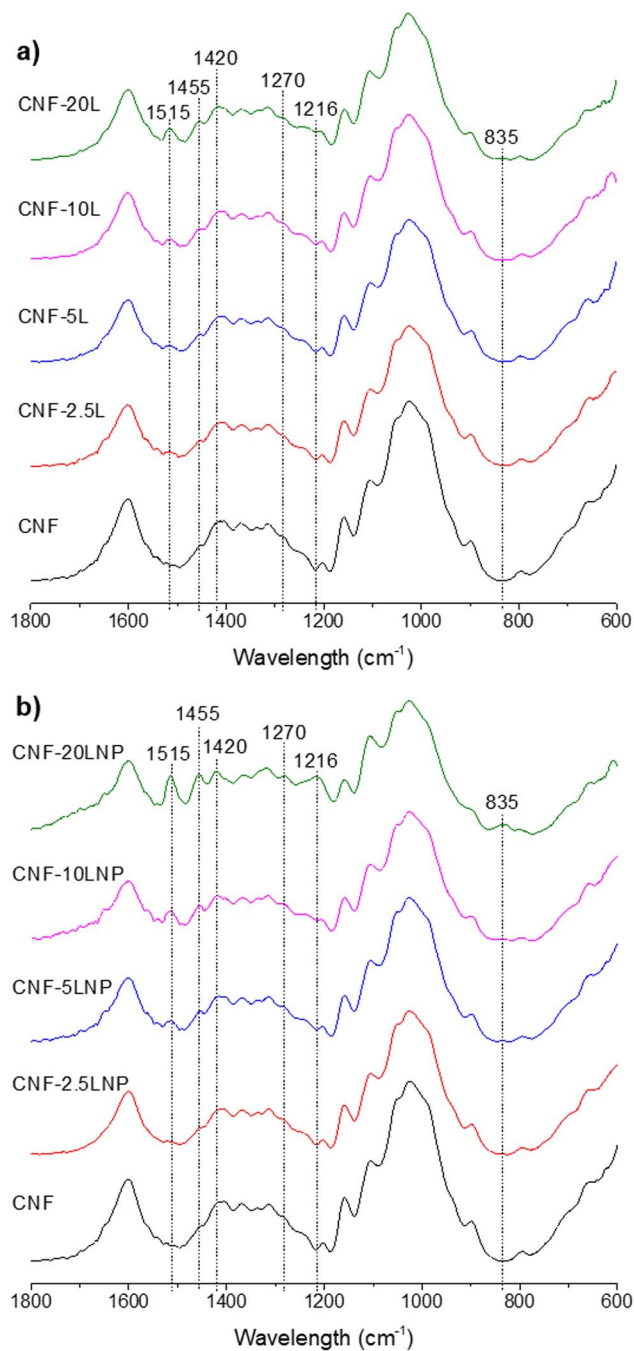 a)
1420
1455
1270
1515
1216
835
CNF-20L
CNF-10L
CNF-5L
CNF-2.5L
CNF
1800 1600 1400 1200 1000 800 600
Wavelength (cm⁻¹)
b)
1455
1420
1270
1515
1216
835
CNF-20LNP
CNF-10LNP
CNF-5LNP
CNF-2.5LNP
CNF
1800 1600 1400 1200 1000 800 600
Wavelength (cm⁻¹)